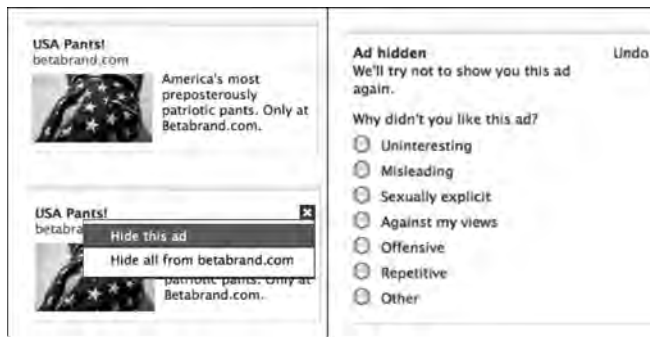 USA Pants!
betabrand.com
America's most
preposterously
patriotic pants. Only at
Betabrand.com.
USA Pants!
betabra
Hide this ad
Hide all from betabrand.com
patriotic pants. Only at
Betabrand.com.
Ad hidden Undo
We'll try not to show you this ad
again.
Why didn't you like this ad?
Uninteresting
Misleading
Sexually explicit
Against my views
Offensive
Repetitive
Other